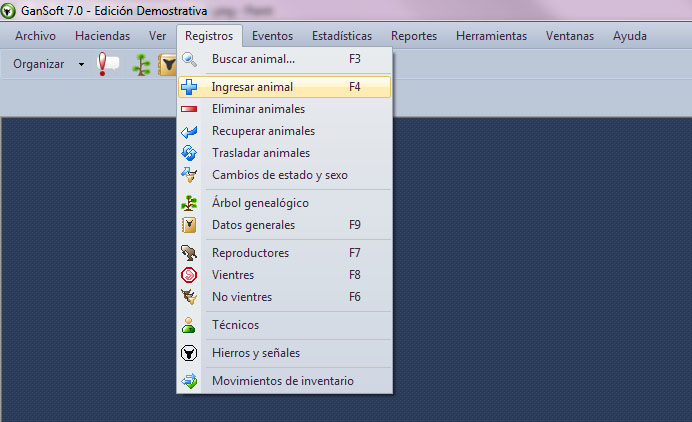 GanSoft 7.0 - Edición Demostrativa
Archivo Haciendas Ver Registros Eventos Estadísticas Reportes Herramientas Ventanas Ayuda
Organizar
Buscar animal... F3
Ingresar animal F4
Eliminar animales
Recuperar animales
Trasladar animales
Cambios de estado y sexo
Árbol genealógico
Datos generales F9
Reproductores F7
Vientres F8
No vientres F6
Técnicos
Hierros y señales
Movimientos de inventario